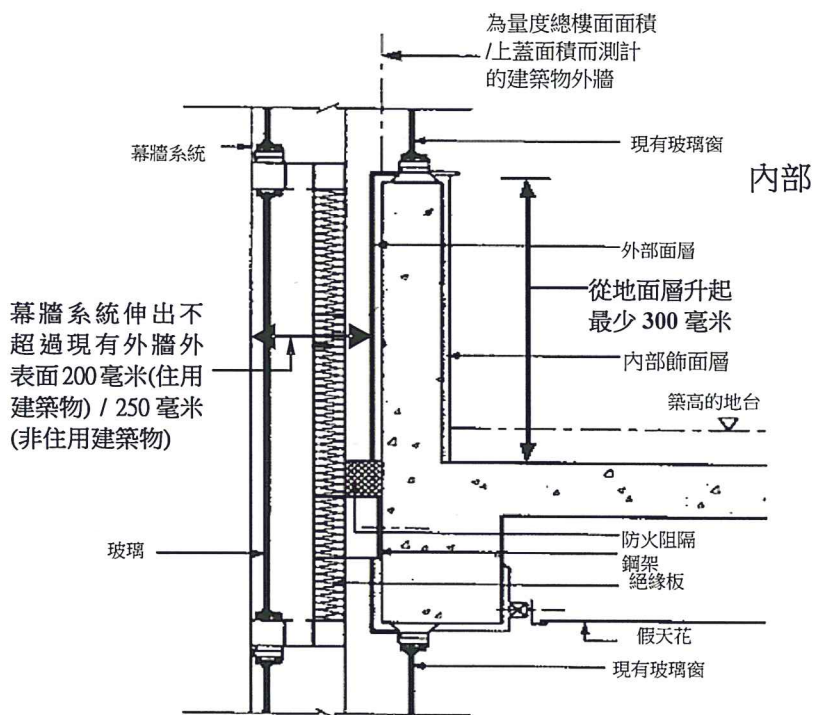 為量度總樓面面積
/上蓋面積而測計
的建築物外牆
幕牆系統
現有玻璃窗
內部
外部面層
從地面層升起
最少 300 毫米
幕牆系統伸出不
超過現有外牆外
表面200毫米(住用
建築物) / 250 毫米
(非住用建築物)
內部飾面層
築高的地台
玻璃
防火阻隔
鋼架
絕緣板
假天花
現有玻璃窗